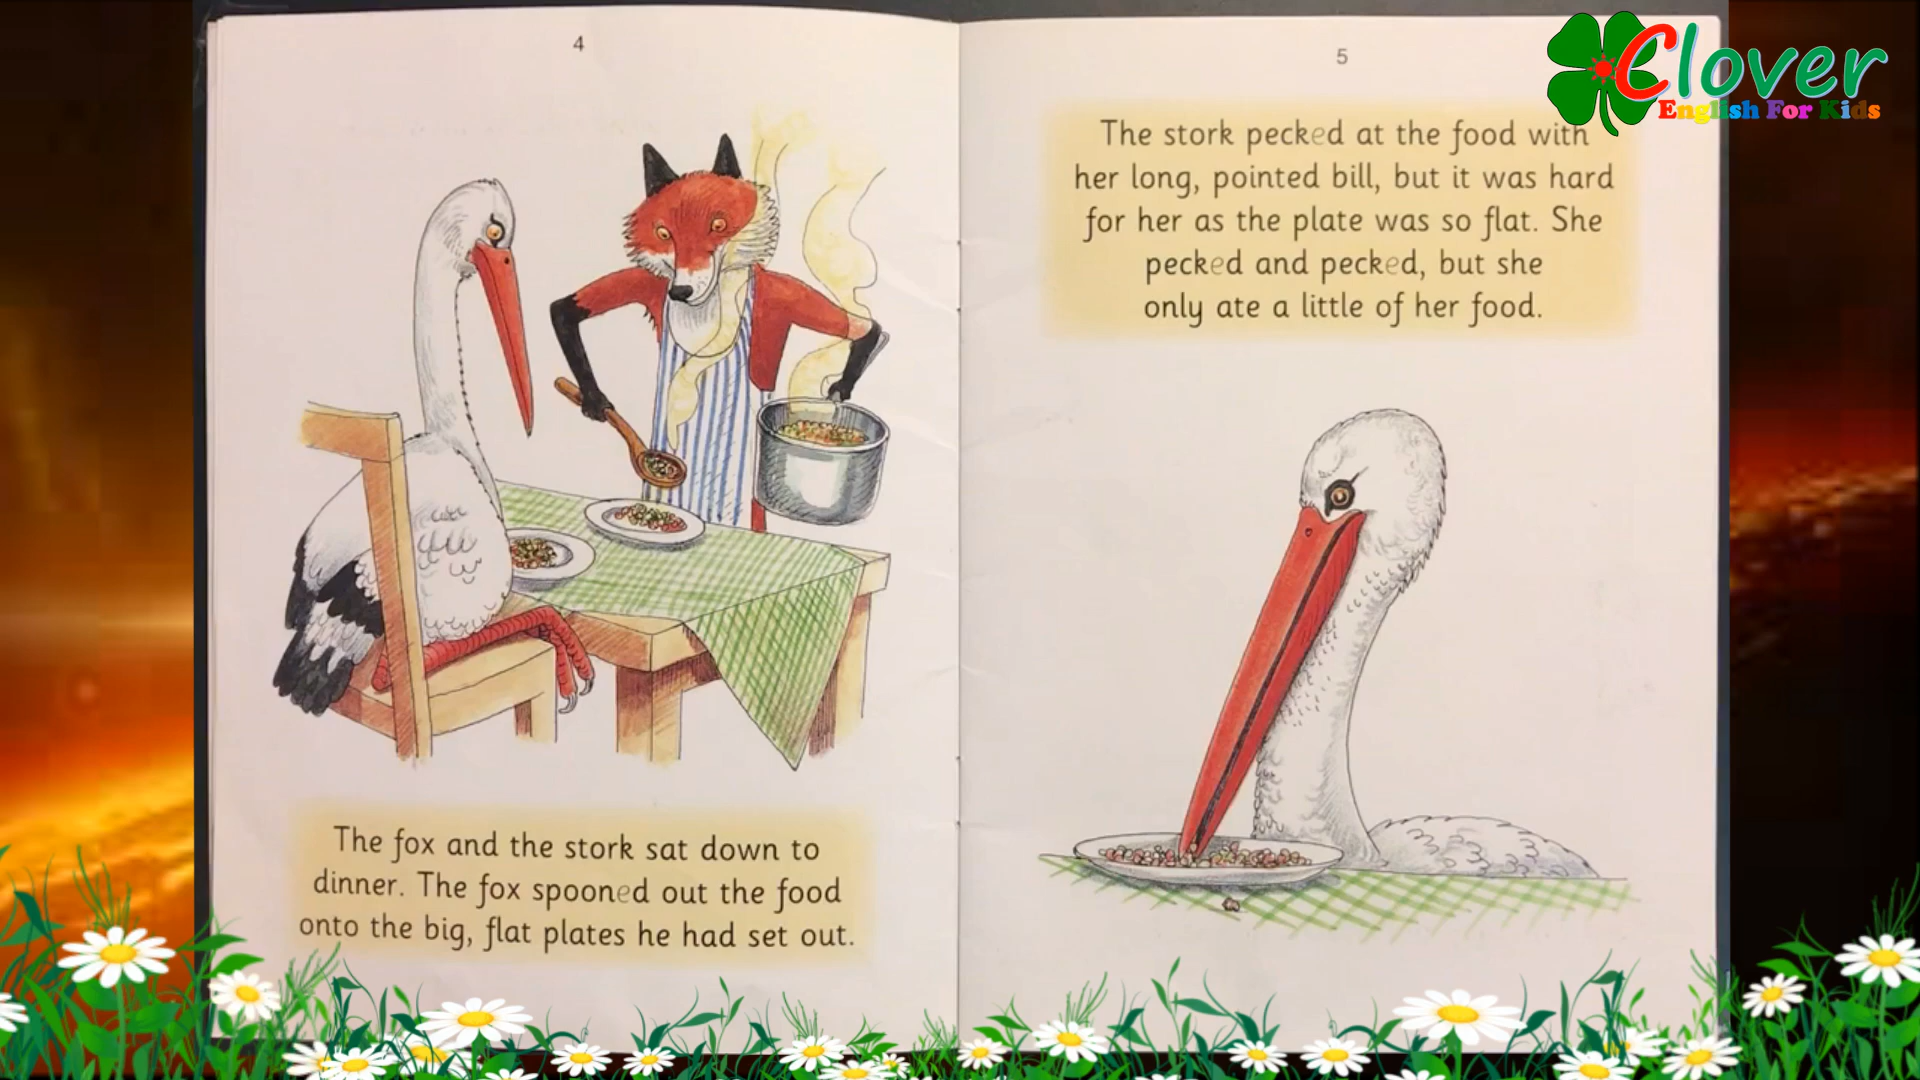 4
The fox and the stork sat down to
dinner. The fox spooned out the food
onto the big, flat plates he had set out.
5
The stork pecked at the food with
her long, pointed bill, but it was hard
for her as the plate was so flat. She
pecked and pecked, but she
only ate a little of her food.
Clover
English For Kids